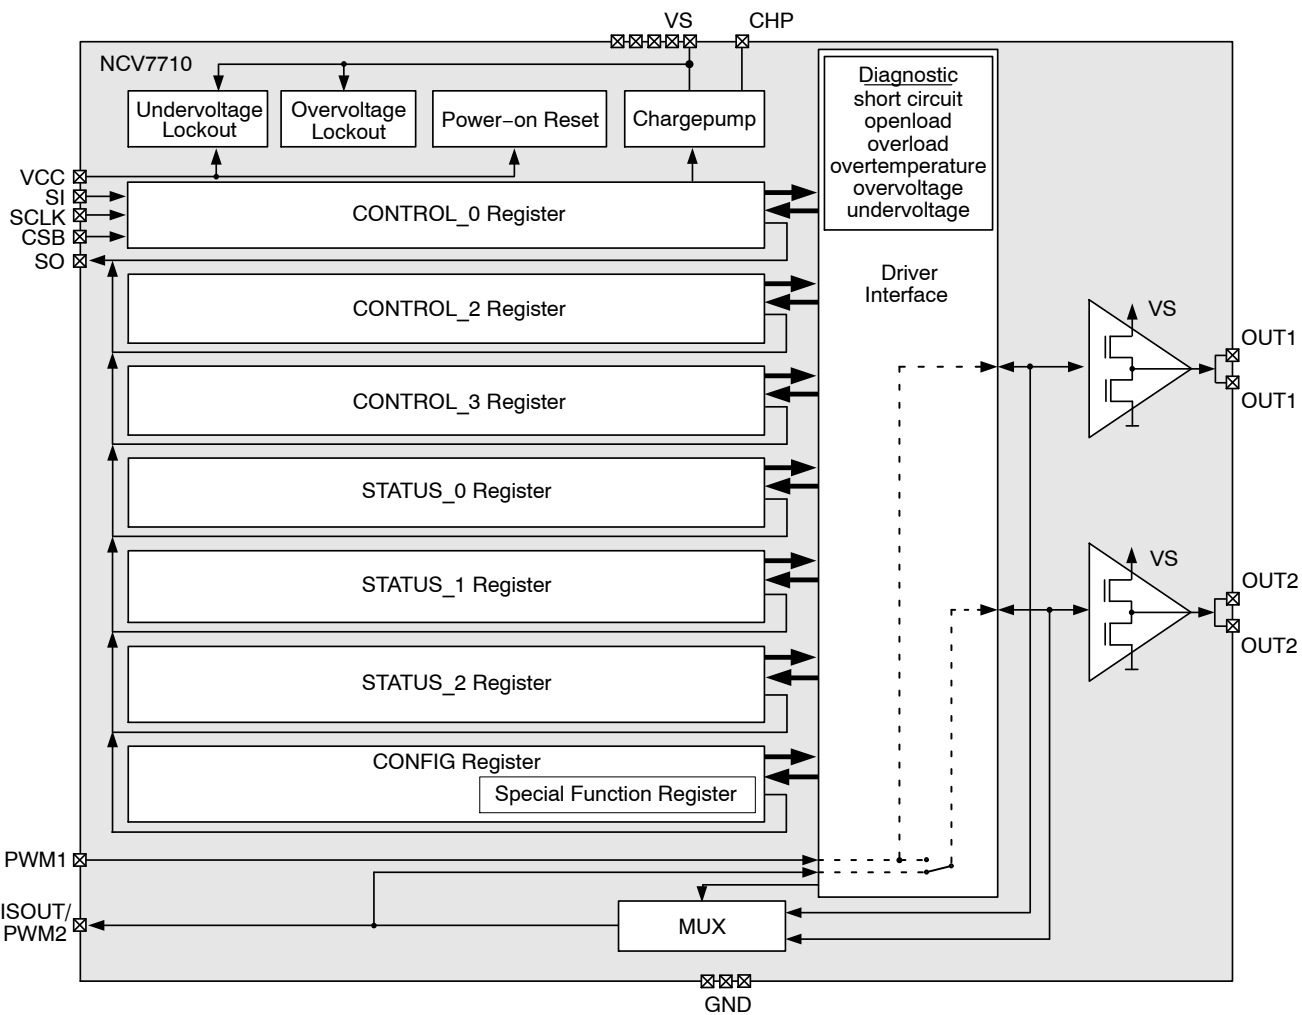 VS
CHP
NCV7710
Undervoltage
Lockout
Overvoltage
Lockout
Power−on Reset
Chargepump
Diagnostic
short circuit
openload
overload
overtemperature
overvoltage
undervoltage
VCC
SI
SCLK
CSB
SO
CONTROL_0 Register
CONTROL_2 Register
CONTROL_3 Register
STATUS_0 Register
STATUS_1 Register
STATUS_2 Register
CONFIG Register
Special Function Register
Driver
Interface
VS
OUT1
OUT1
VS
OUT2
OUT2
PWM1
ISOUT/
PWM2
MUX
GND